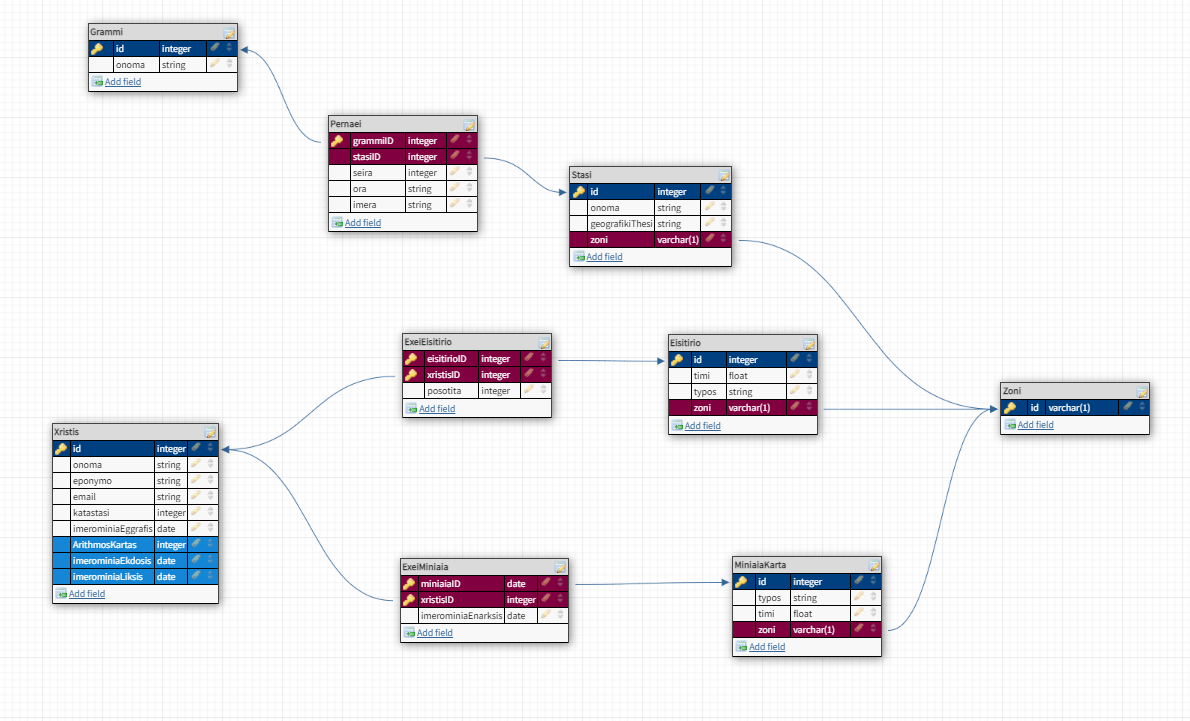 Grammi
id integer
onoma string
Add field
Pernaei
grammiID integer
stasiID integer
seira integer
ora string
imera string
Add field
Stasi
id integer
onoma string
geografikiThesi string
zoni varchar(1)
Add field
ExeiEisitirio
eisitirioID integer
xristisID integer
posotita integer
Add field
Eisitirio
id integer
timi float
typos string
zoni varchar(1)
Add field
Zoni
id varchar(1)
Add field
Xristis
id integer
onoma string
eponymo string
email string
katastasi integer
imerominiaEggrafis date
ArithmosKartas integer
imerominiaEkdosis date
imerominiaLiksis date
Add field
ExeiMiniaia
miniaiaID date
xristisID integer
imerominiaEnarksis date
Add field
MiniaiaKarta
id integer
typos string
timi float
zoni varchar(1)
Add field